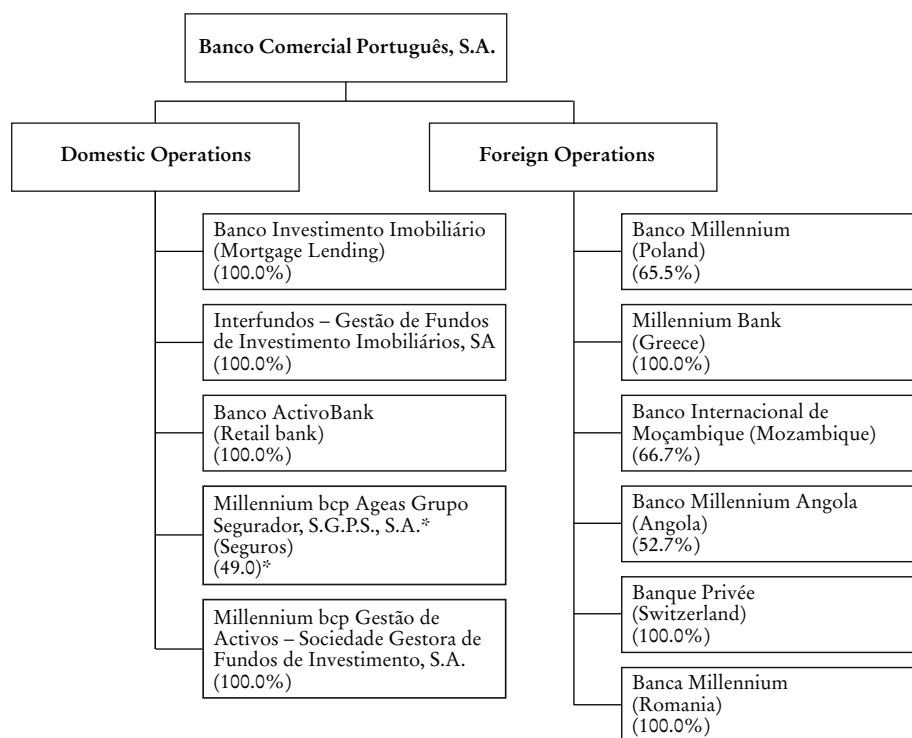 Banco Comercial Português, S.A.
Domestic Operations
Banco Investimento Imobiliário
(Mortgage Lending)
(100.0%)
Interfundos – Gestão de Fundos
de Investimento Imobiliários, SA
(100.0%)
Banco ActivoBank
(Retail bank)
(100.0%)
Millennium bcp Ageas Grupo
Segurador, S.G.P.S., S.A.*
(Seguros)
(49.0)*
Millennium bcp Gestão de
Activos – Sociedade Gestora de
Fundos de Investimento, S.A.
(100.0%)
Foreign Operations
Banco Millennium
(Poland)
(65.5%)
Millennium Bank
(Greece)
(100.0%)
Banco Internacional de
Moçambique (Mozambique)
(66.7%)
Banco Millennium Angola
(Angola)
(52.7%)
Banque Privée
(Switzerland)
(100.0%)
Banca Millennium
(Romania)
(100.0%)